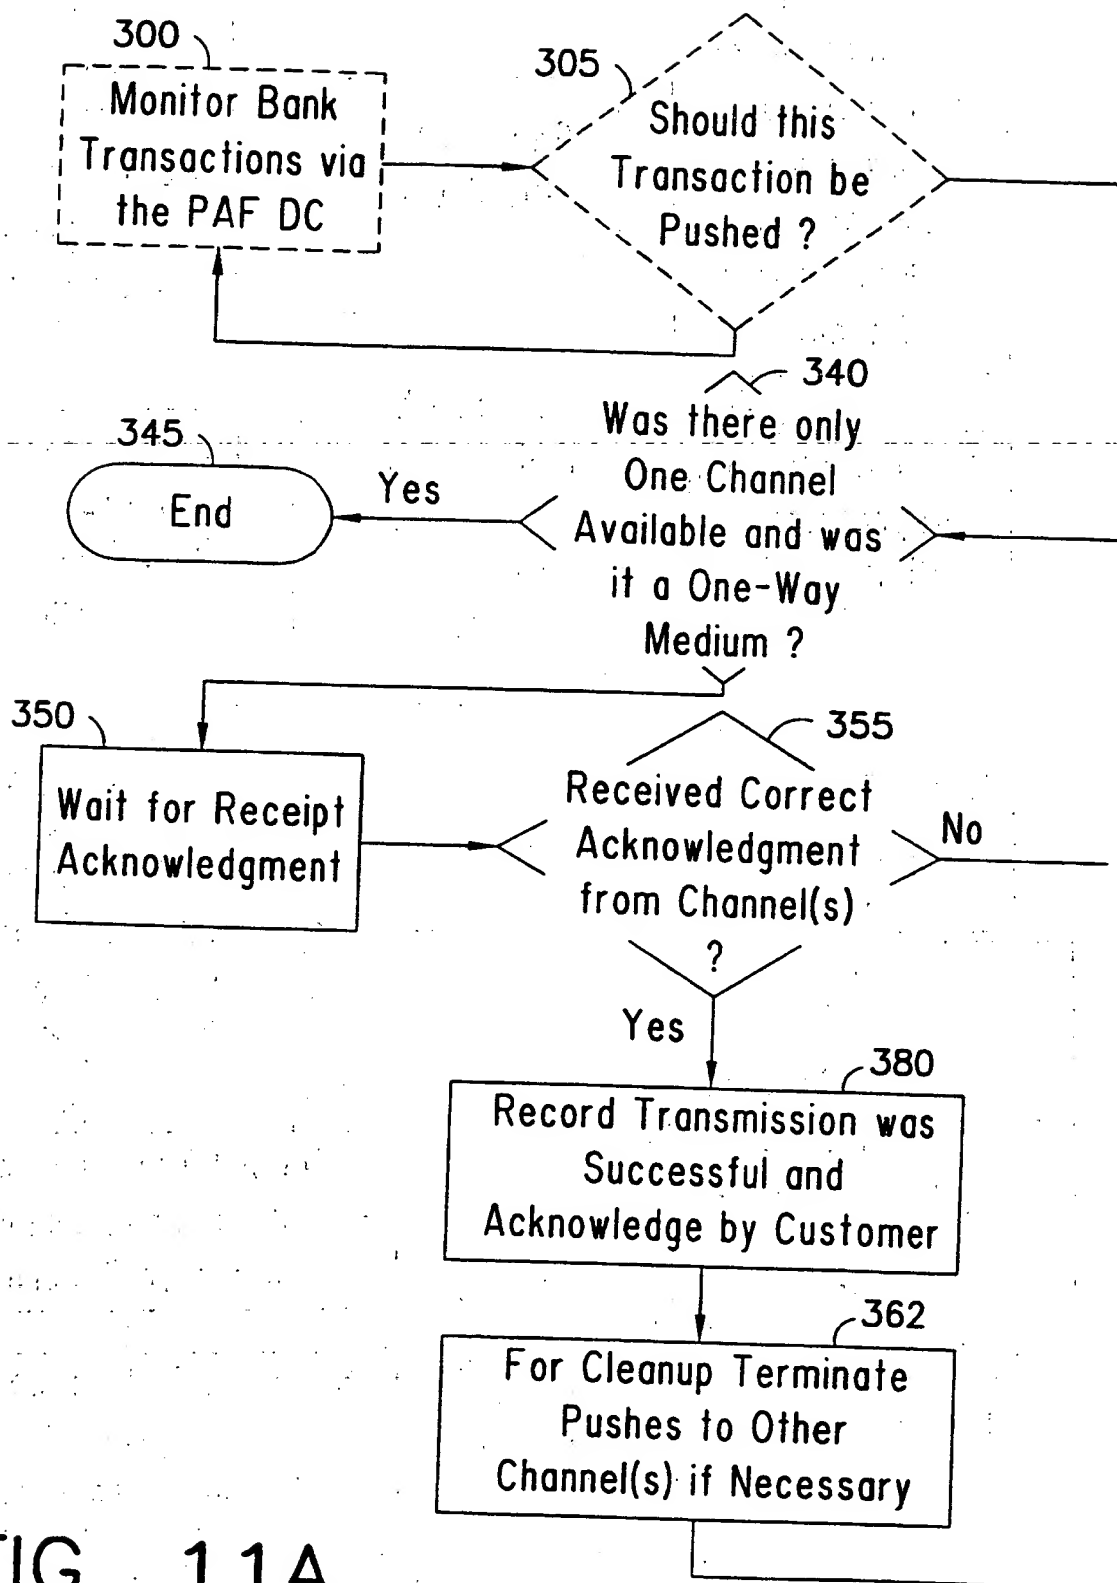 300
Monitor Bank
Transactions via
the PAF DC
305
Should this
Transaction be
Pushed ?
340
Was there only
One Channel
Available and was
it a One-Way
Medium ?
345
End
Yes
350
Wait for Receipt
Acknowledgment
355
Received Correct
Acknowledgment
from Channel(s)
?
No
Yes
380
Record Transmission was
Successful and
Acknowledge by Customer
362
For Cleanup Terminate
Pushes to Other
Channel(s) if Necessary
FIG. 11A